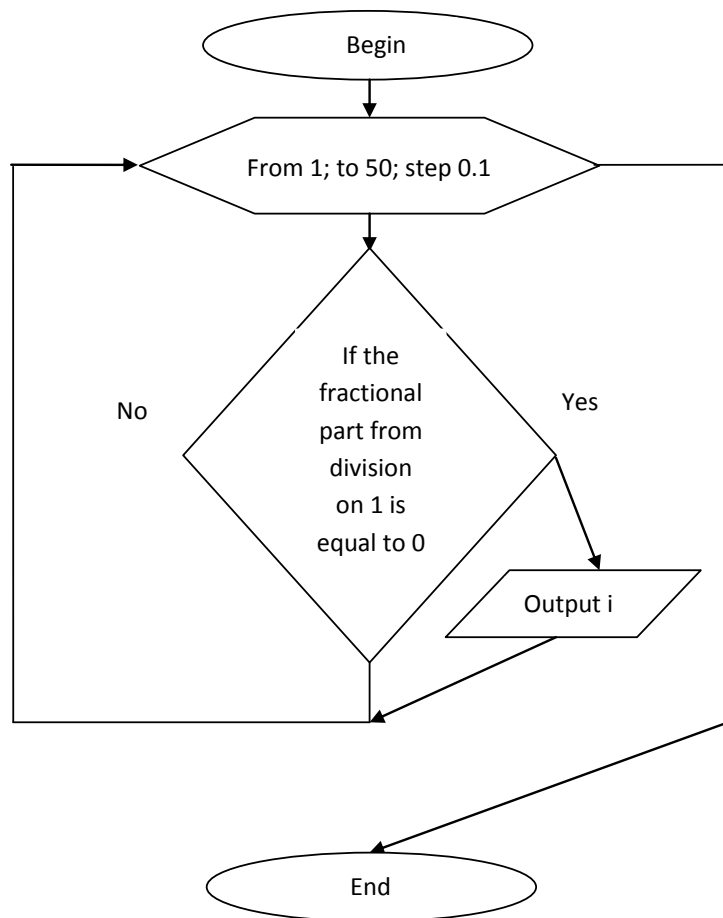 Begin
From 1; to 50; step 0.1
If the
fractional
part from
division
on 1 is
equal to 0
No
Yes
Output i
End